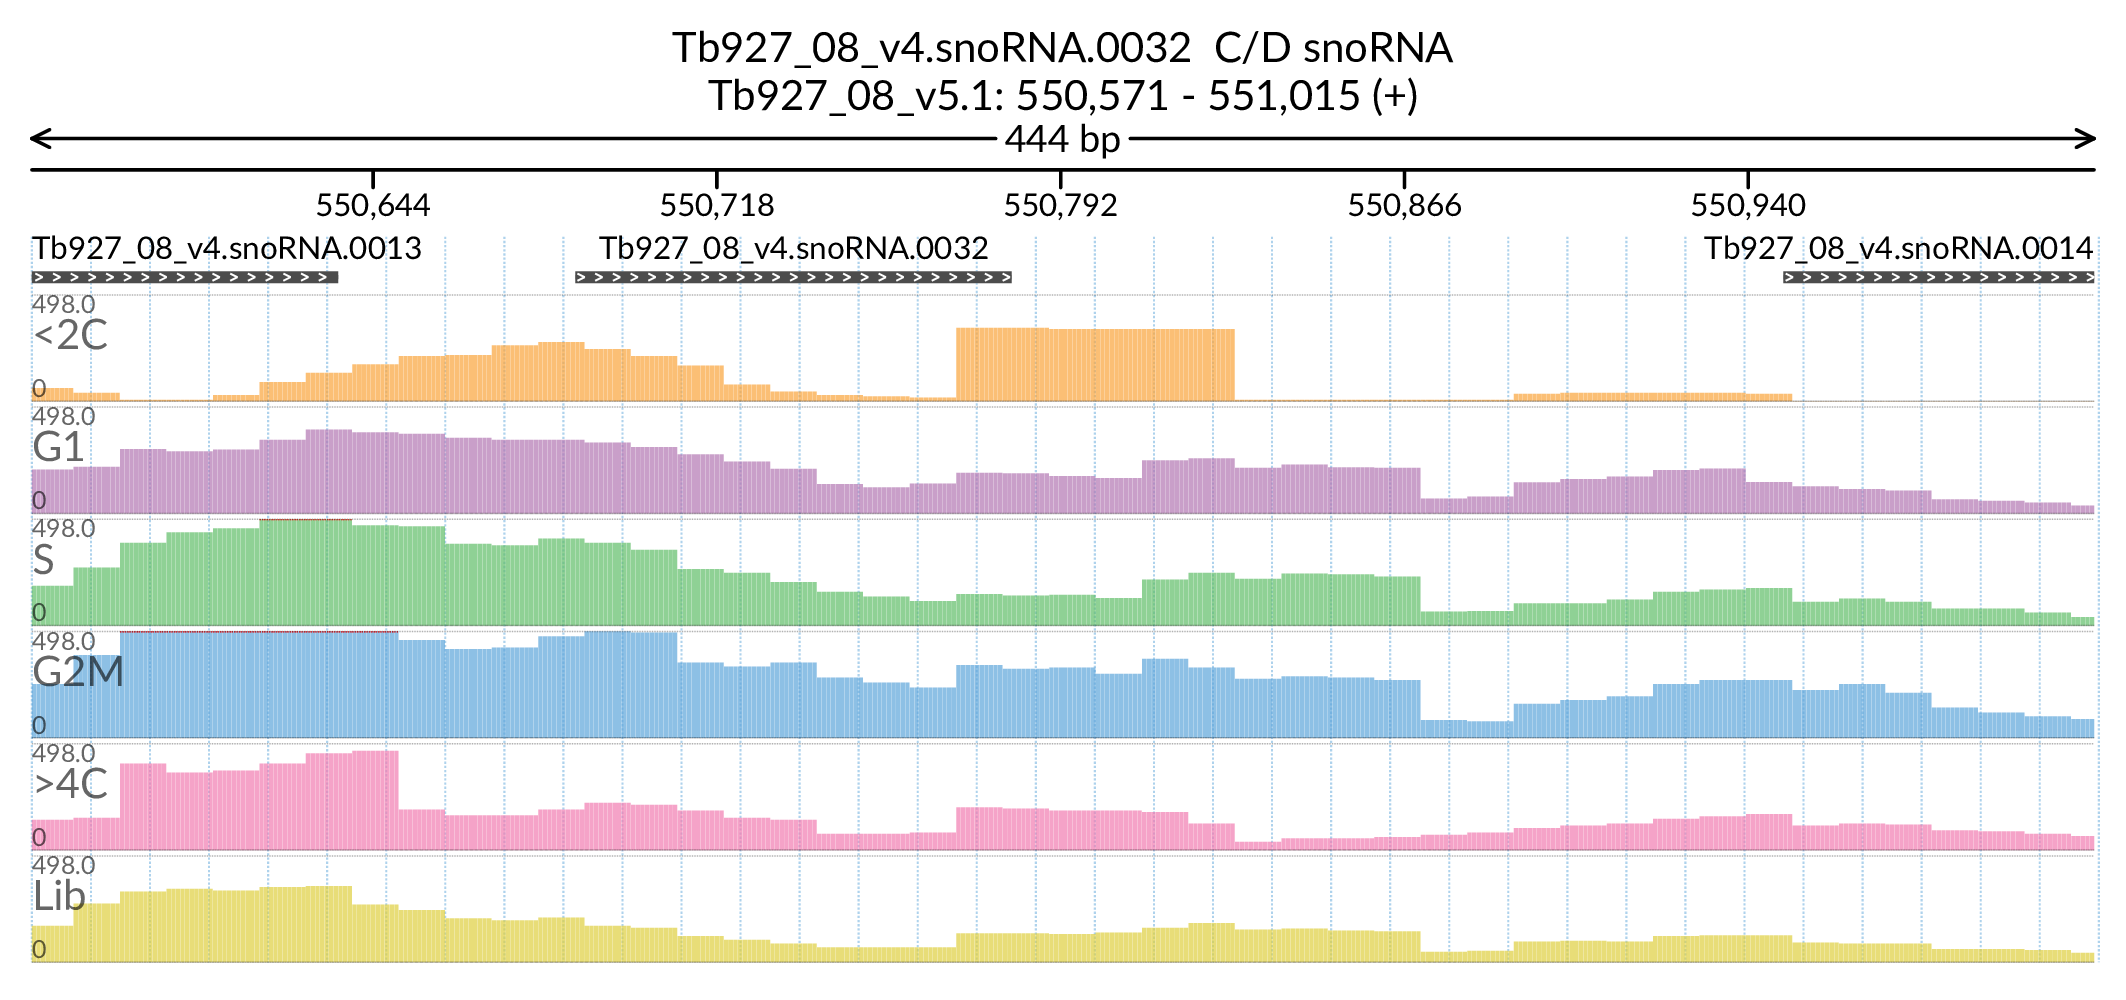 Tb927_08_v4.snoRNA.0032 C/D snoRNA
Tb927_08_v5.1: 550,571 - 551,015 (+)
444 bp
550,644 550,718 550,792 550,866 550,940
Tb927_08_v4.snoRNA.0013 Tb927_08_v4.snoRNA.0032 Tb927_08_v4.snoRNA.0014
498.0
<2C
0
498.0
G1
0
498.0
S
0
498.0
G2M
0
498.0
>4C
0
498.0
Lib
0